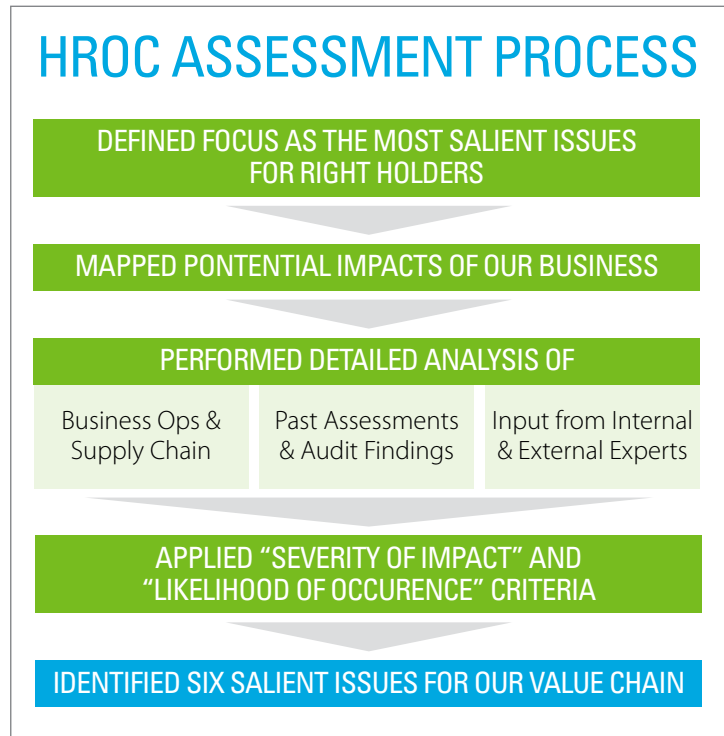 HROC ASSESSMENT PROCESS
DEFINED FOCUS AS THE MOST SALIENT ISSUES
FOR RIGHT HOLDERS
MAPPED PONTENTIAL IMPACTS OF OUR BUSINESS
PERFORMED DETAILED ANALYSIS OF
Business Ops &
Supply Chain
Past Assessments
& Audit Findings
Input from Internal
& External Experts
APPLIED “SEVERITY OF IMPACT” AND
“LIKELIHOOD OF OCCURENCE” CRITERIA
IDENTIFIED SIX SALIENT ISSUES FOR OUR VALUE CHAIN